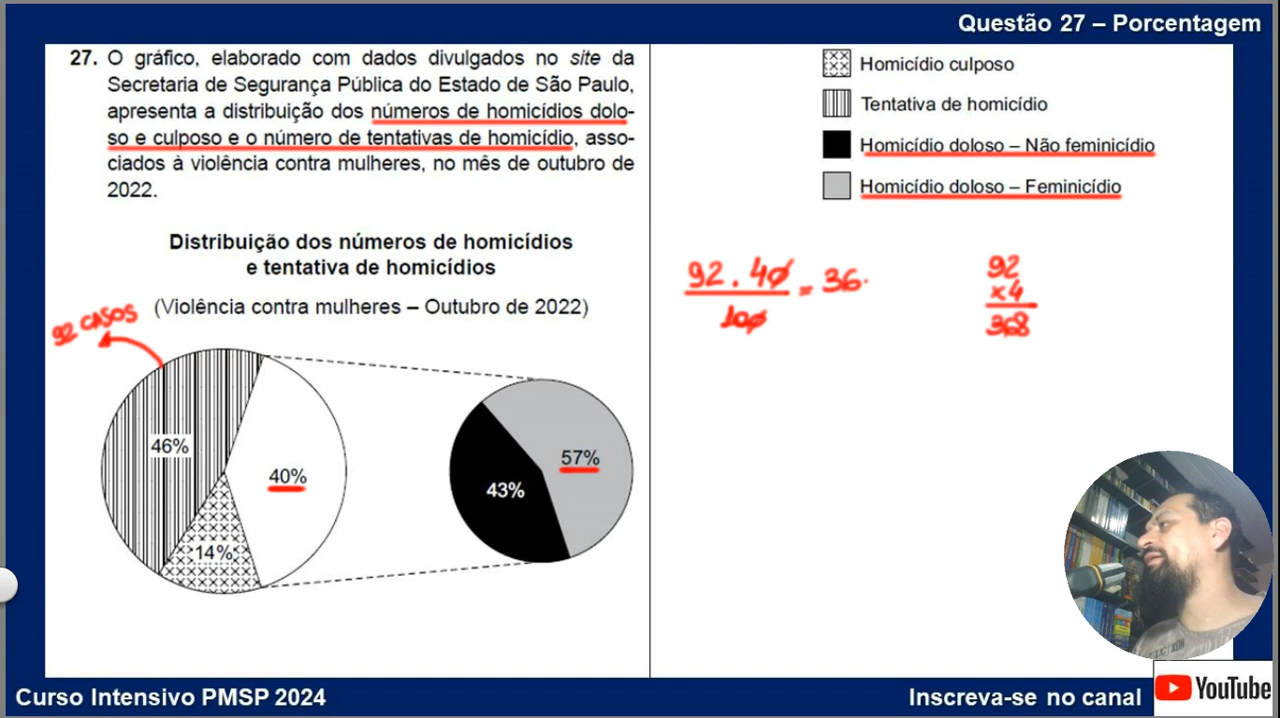 Questão 27 – Porcentagem
27. O gráfico, elaborado com dados divulgados no site da
Secretaria de Segurança Pública do Estado de São Paulo,
apresenta a distribuição dos números de homicídios dolo-
so e culposo e o número de tentativas de homicídio, asso-
ciados à violência contra mulheres, no mês de outubro de
2022.
Distribuição dos números de homicídios
e tentativa de homicídios
(Violência contra mulheres – Outubro de 2022)
92 CASOS
46%
40%
14%
57%
43%
Homicídio culposo
Tentativa de homicídio
Homicídio doloso – Não feminicídio
Homicídio doloso – Feminicídio
92 . 40 = 36.
100
92
x4
368
Curso Intensivo PMSP 2024
Inscreva-se no canal
YouTube